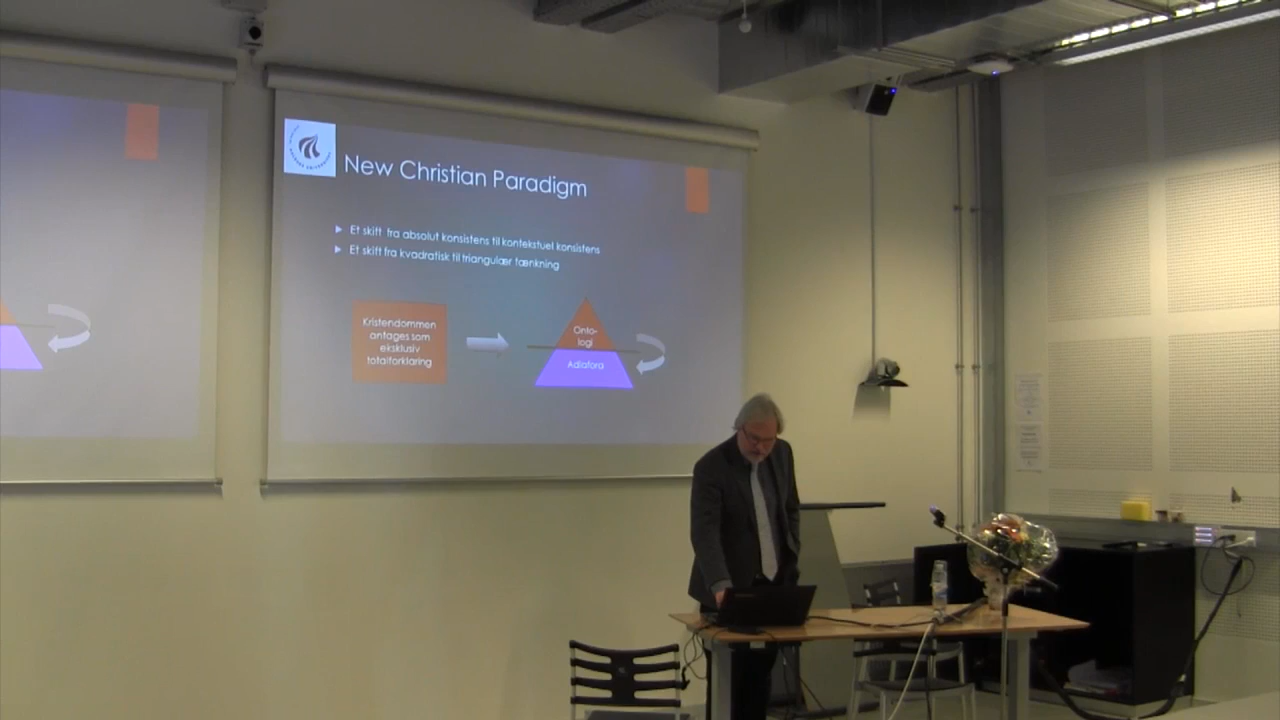 New Christian Paradigm
Et skift fra absolut konsistens til kontekstuel konsistens
Et skift fra kvadratisk til triangulær tænkning
Kristendommen
antages som
eksklusiv
totalforklaring
Onto-
logi
Adiafora